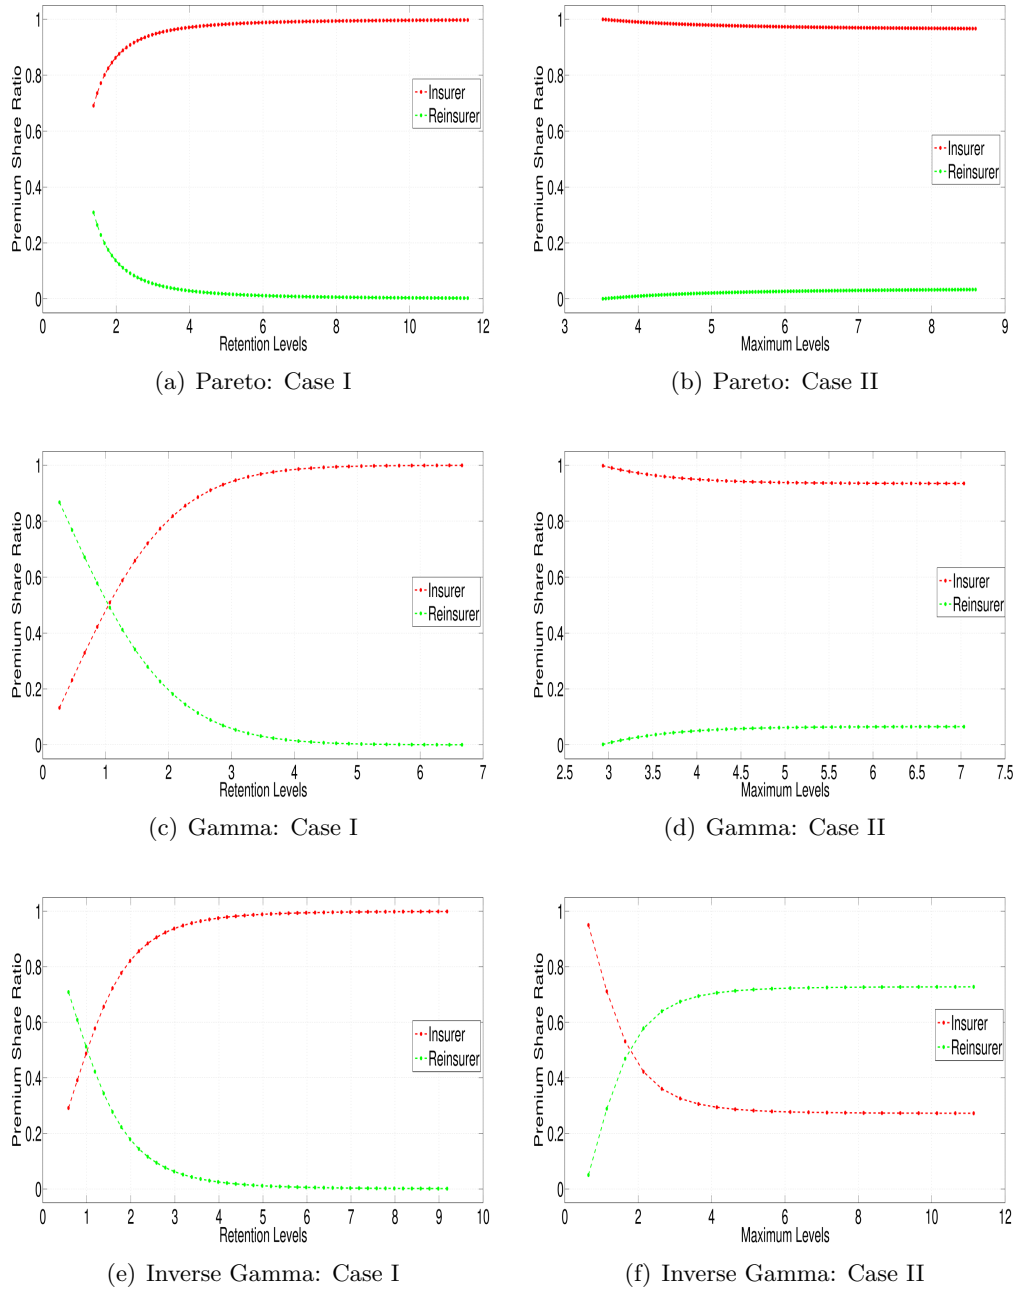 Premium Share Ratio
1
0.8
0.6
0.4
0.2
0
Insurer
Reinsurer
0 2 4 6 8 10 12
Retention Levels
(a) Pareto: Case I
Premium Share Ratio
1
0.8
0.6
0.4
0.2
0
Insurer
Reinsurer
3 4 5 6 7 8 9
Maximum Levels
(b) Pareto: Case II
Premium Share Ratio
1
0.8
0.6
0.4
0.2
0
Insurer
Reinsurer
0 1 2 3 4 5 6 7
Retention Levels
(c) Gamma: Case I
Premium Share Ratio
1
0.8
0.6
0.4
0.2
0
Insurer
Reinsurer
2.5 3 3.5 4 4.5 5 5.5 6 6.5 7 7.5
Maximum Levels
(d) Gamma: Case II
Premium Share Ratio
1
0.8
0.6
0.4
0.2
0
Insurer
Reinsurer
0 1 2 3 4 5 6 7 8 9 10
Retention Levels
(e) Inverse Gamma: Case I
Premium Share Ratio
1
0.8
0.6
0.4
0.2
0
Insurer
Reinsurer
0 2 4 6 8 10 12
Maximum Levels
(f) Inverse Gamma: Case II